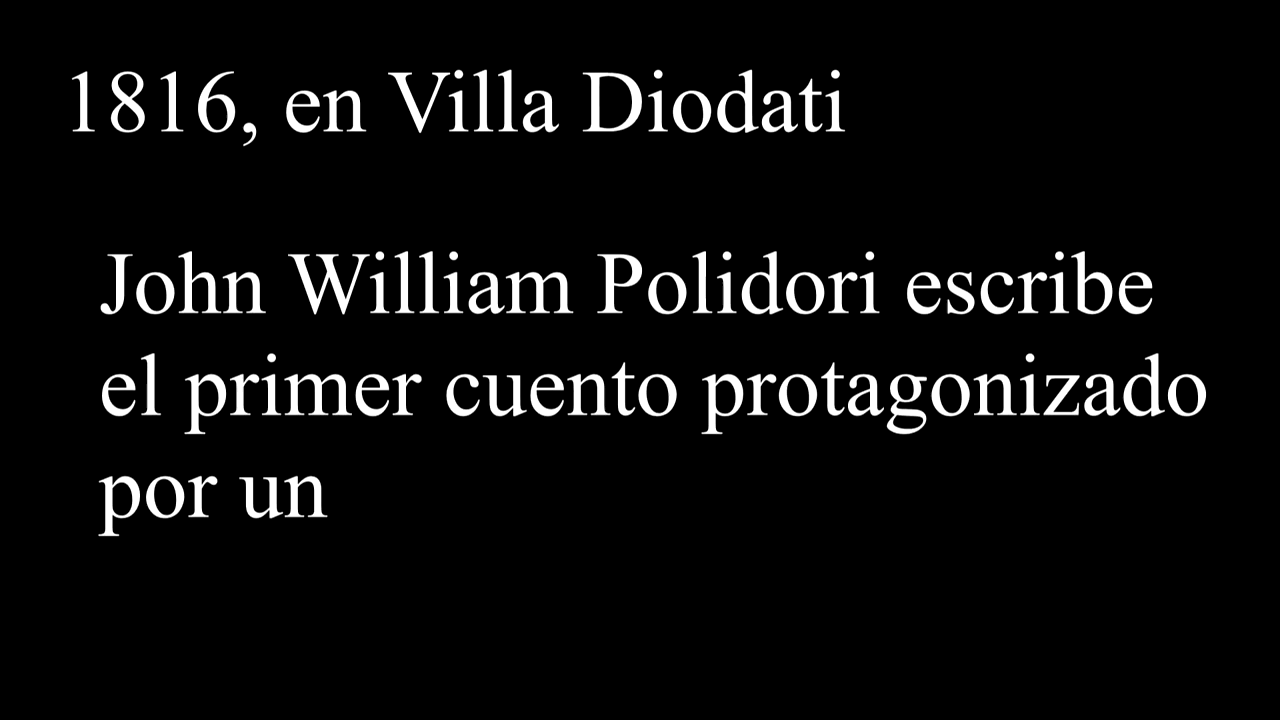 1816, en Villa Diodati
John William Polidori escribe
el primer cuento protagonizado
por un